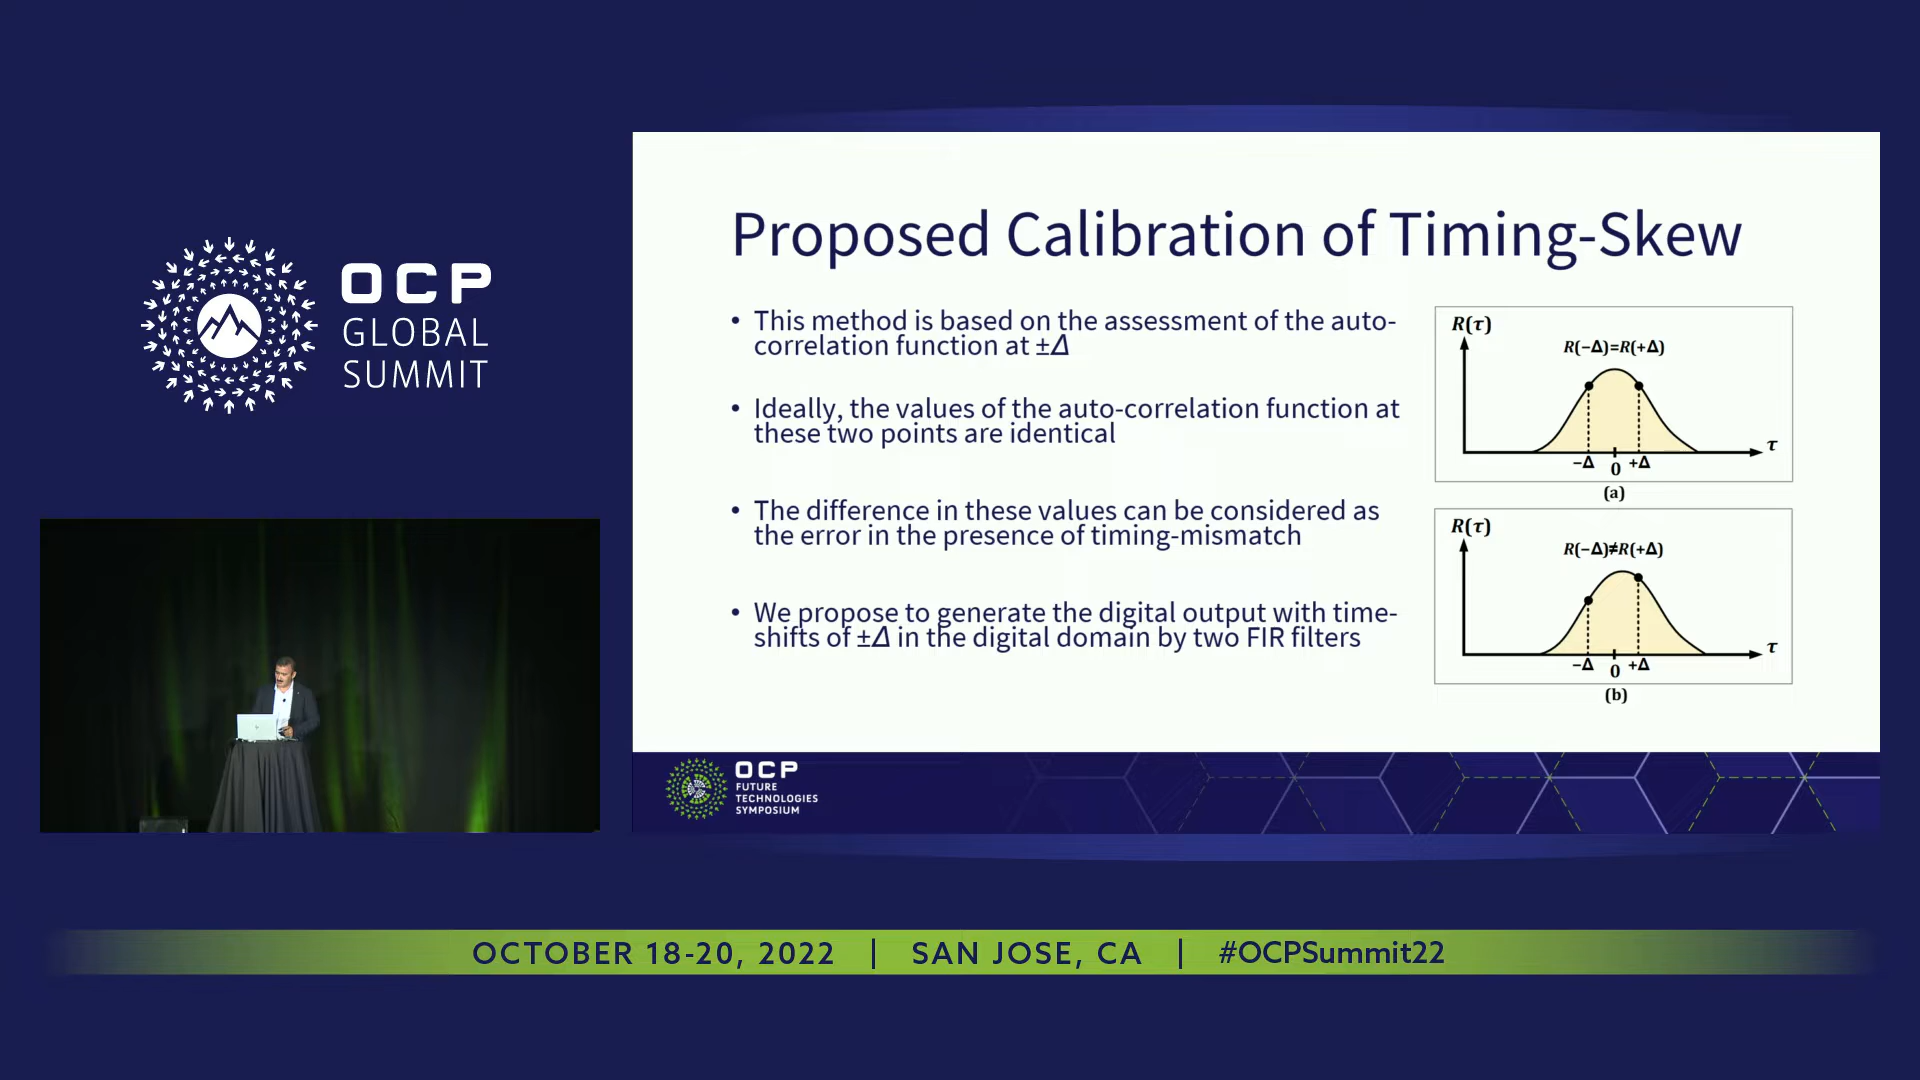 OCP
GLOBAL
SUMMIT
Proposed Calibration of Timing-Skew
• This method is based on the assessment of the auto-
correlation function at ±Δ
• Ideally, the values of the auto-correlation function at
these two points are identical
• The difference in these values can be considered as
the error in the presence of timing-mismatch
• We propose to generate the digital output with time-
shifts of ±Δ in the digital domain by two FIR filters
R(τ)
R(−Δ)=R(+Δ)
τ
−Δ 0 +Δ
(a)
R(τ)
R(−Δ)≠R(+Δ)
τ
−Δ 0 +Δ
(b)
OCP
FUTURE
TECHNOLOGIES
SYMPOSIUM
OCTOBER 18-20, 2022 | SAN JOSE, CA | #OCPSummit22